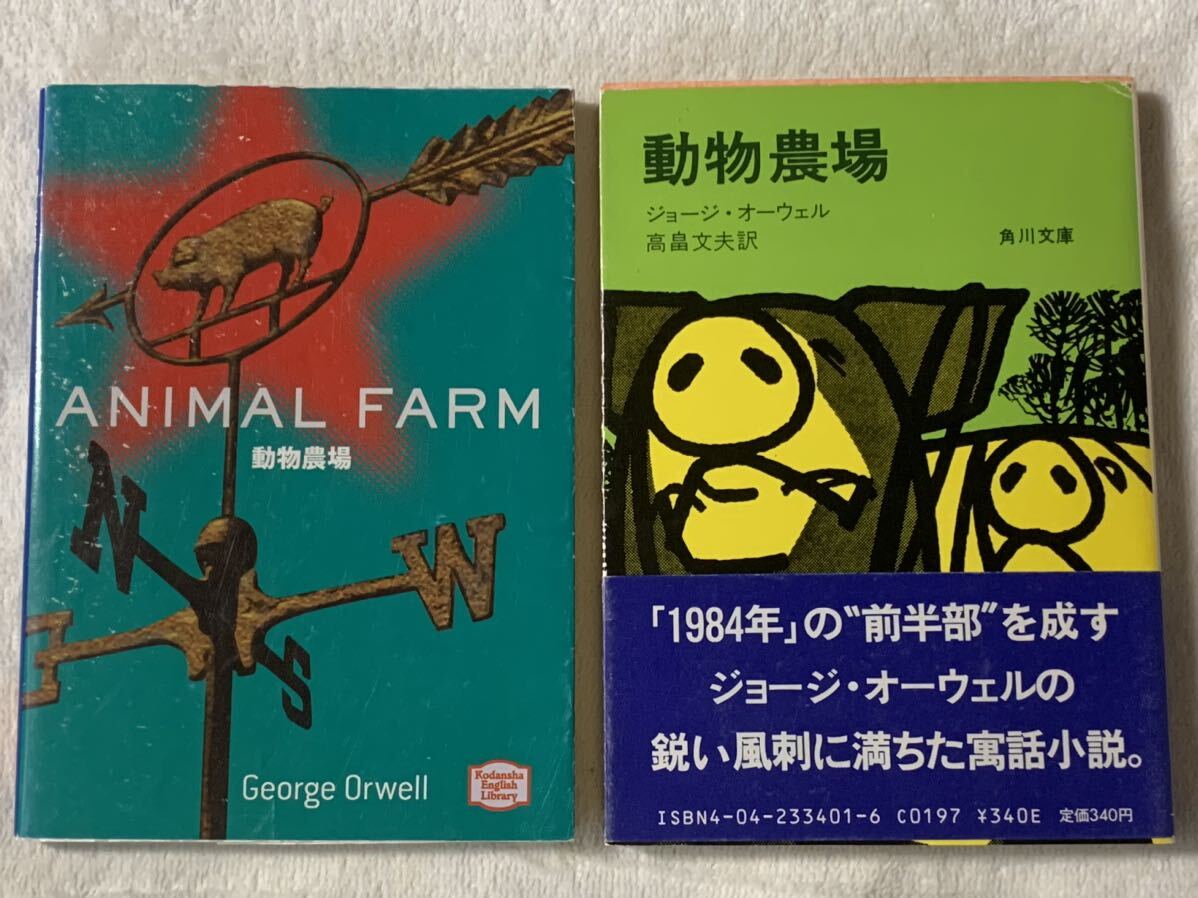 ANIMAL FARM
動物農場
N
W
E
S
George Orwell
Kodansha
English
Library
動物農場
ジョージ・オーウェル
高畠文夫訳
角川文庫
「1984年」の“前半部”を成す
ジョージ・オーウェルの
鋭い風刺に満ちた寓話小説。
ISBN4-04-233401-6 C0197 ¥340E 定価340円